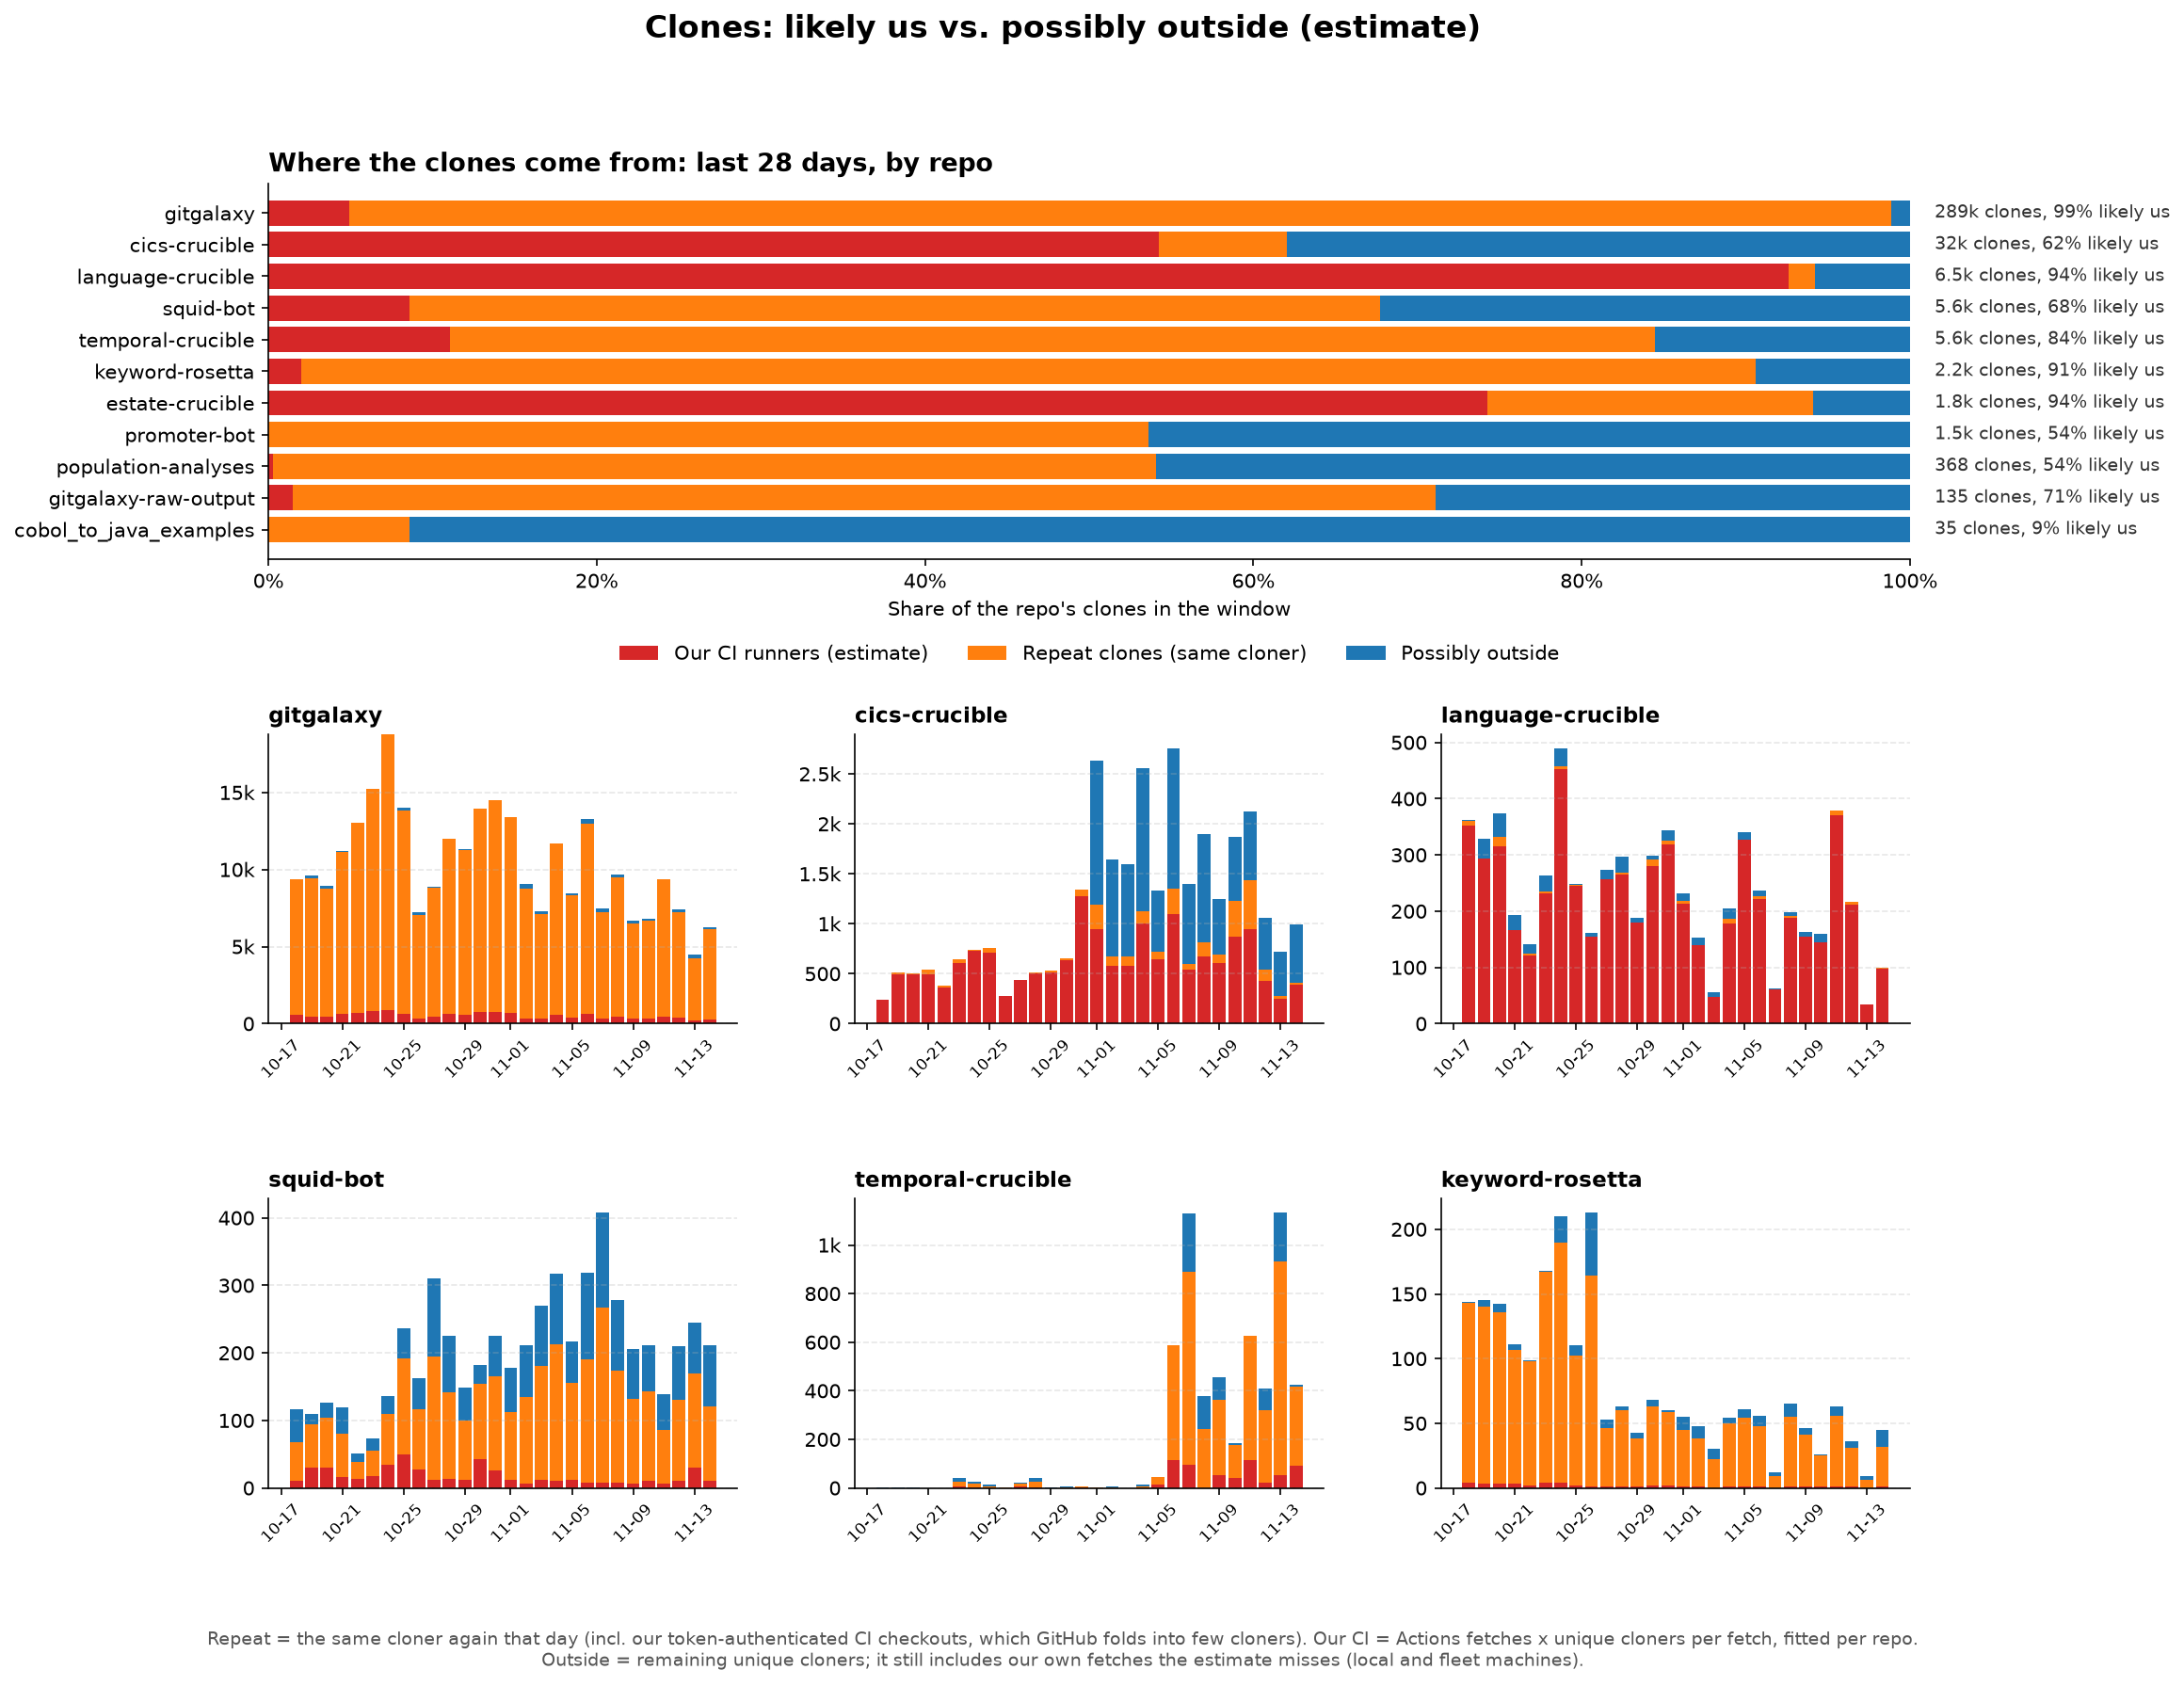 Clones: likely us vs. possibly outside (estimate)
Where the clones come from: last 28 days, by repo
gitgalaxy
289k clones, 99% likely us
cics-crucible
32k clones, 62% likely us
language-crucible
6.5k clones, 94% likely us
squid-bot
5.6k clones, 68% likely us
temporal-crucible
5.6k clones, 84% likely us
keyword-rosetta
2.2k clones, 91% likely us
estate-crucible
1.8k clones, 94% likely us
promoter-bot
1.5k clones, 54% likely us
population-analyses
368 clones, 54% likely us
gitgalaxy-raw-output
135 clones, 71% likely us
cobol_to_java_examples
35 clones, 9% likely us
0% 20% 40% 60% 80% 100%
Share of the repo's clones in the window
Our CI runners (estimate) Repeat clones (same cloner) Possibly outside
gitgalaxy
15k
10k
5k
0
10-17 10-21 10-25 10-29 11-01 11-05 11-09 11-13
cics-crucible
2.5k
2k
1.5k
1k
500
0
10-17 10-21 10-25 10-29 11-01 11-05 11-09 11-13
language-crucible
500
400
300
200
100
0
10-17 10-21 10-25 10-29 11-01 11-05 11-09 11-13
squid-bot
400
300
200
100
0
10-17 10-21 10-25 10-29 11-01 11-05 11-09 11-13
temporal-crucible
1k
800
600
400
200
0
10-17 10-21 10-25 10-29 11-01 11-05 11-09 11-13
keyword-rosetta
200
150
100
50
0
10-17 10-21 10-25 10-29 11-01 11-05 11-09 11-13
Repeat = the same cloner again that day (incl. our token-authenticated CI checkouts, which GitHub folds into few cloners). Our CI = Actions fetches x unique cloners per fetch, fitted per repo.
Outside = remaining unique cloners; it still includes our own fetches the estimate misses (local and fleet machines).